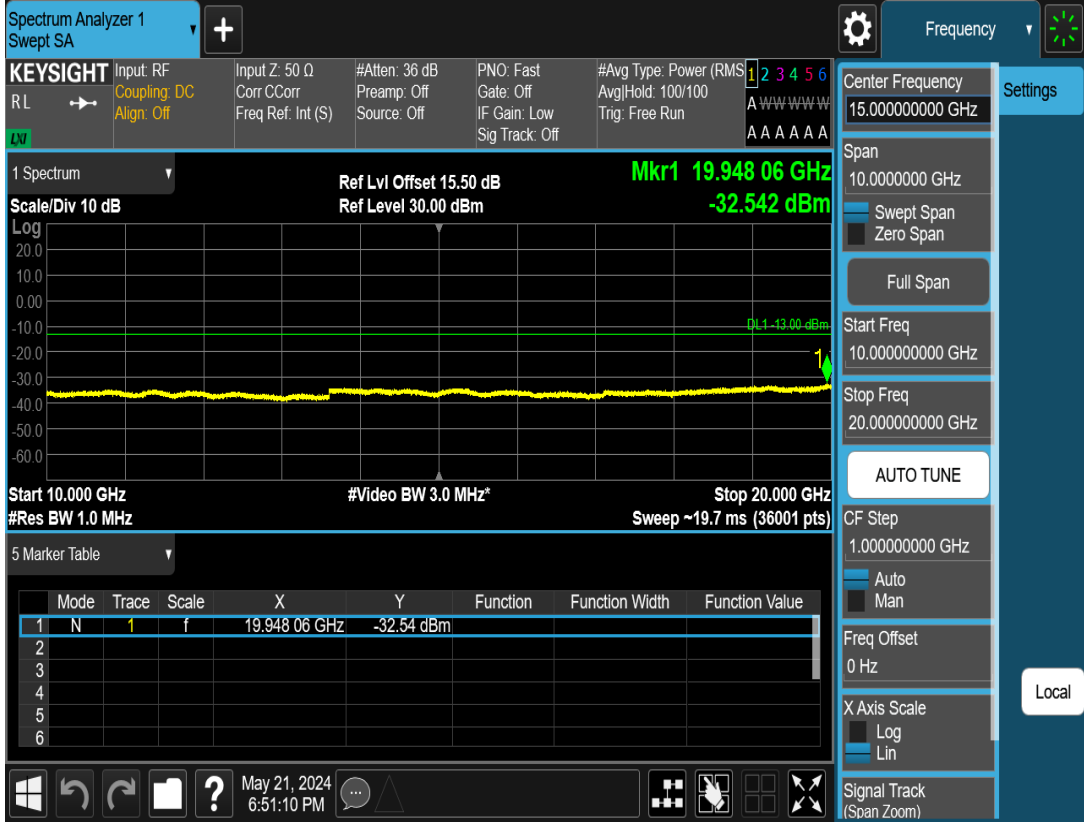 Spectrum Analyzer 1
Swept SA
+
Frequency
KEYSIGHT
RL
LXI
Input: RF
Coupling: DC
Align: Off
Input Z: 50 Ω
Corr CCorr
Freq Ref: Int (S)
#Atten: 36 dB
Preamp: Off
Source: Off
PNO: Fast
Gate: Off
IF Gain: Low
Sig Track: Off
#Avg Type: Power (RMS
Avg|Hold: 100/100
Trig: Free Run
1 2 3 4 5 6
A W W W W W
A A A A A A
1 Spectrum
Scale/Div 10 dB
Ref Lvl Offset 15.50 dB
Ref Level 30.00 dBm
Mkr1 19.948 06 GHz
-32.542 dBm
Log
20.0
10.0
0.00
-10.0
-20.0
-30.0
-40.0
-50.0
-60.0
DL1 -13.00 dBm
1
Start 10.000 GHz
#Res BW 1.0 MHz
#Video BW 3.0 MHz*
Stop 20.000 GHz
Sweep ~19.7 ms (36001 pts)
5 Marker Table
Mode Trace Scale X Y Function Function Width Function Value
1 N 1 f 19.948 06 GHz -32.54 dBm
2
3
4
5
6
?
May 21, 2024
6:51:10 PM
Center Frequency
15.000000000 GHz
Settings
Span
10.0000000 GHz
Swept Span
Zero Span
Full Span
Start Freq
10.000000000 GHz
Stop Freq
20.000000000 GHz
AUTO TUNE
CF Step
1.000000000 GHz
Auto
Man
Freq Offset
0 Hz
X Axis Scale
Log
Lin
Local
Signal Track
(Span Zoom)